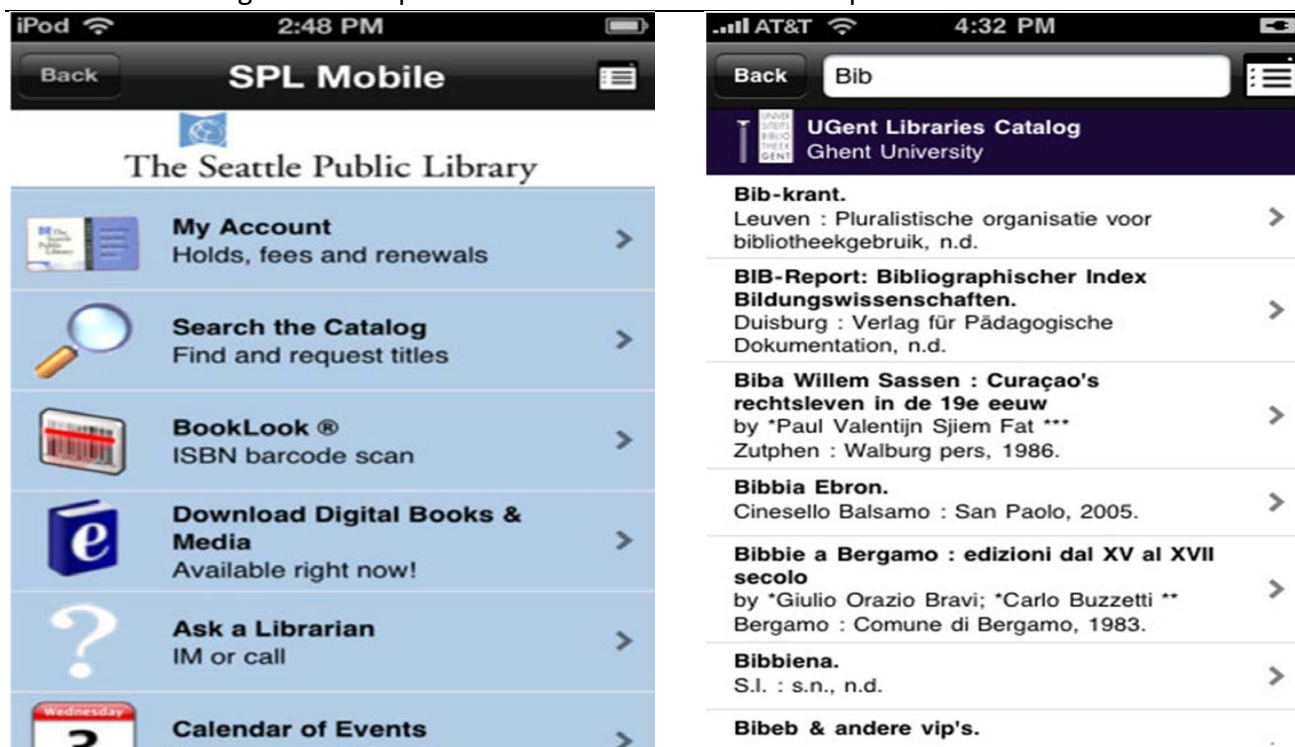 iPod 2:48 PM
Back SPL Mobile
The Seattle Public Library
My Account
Holds, fees and renewals
Search the Catalog
Find and request titles
BookLook ®
ISBN barcode scan
Download Digital Books &
Media
Available right now!
Ask a Librarian
IM or call
Wednesday
Calendar of Events
AT&T 4:32 PM
Back Bib
UNIVER
SITEITS
BIBLIO
THEEK
GENT
UGent Libraries Catalog
Ghent University
Bib-krant.
Leuven : Pluralistische organisatie voor
bibliotheekgebruik, n.d.
BIB-Report: Bibliographischer Index
Bildungswissenschaften.
Duisburg : Verlag für Pädagogische
Dokumentation, n.d.
Biba Willem Sassen : Curaçao's
rechtsleven in de 19e eeuw
by *Paul Valentijn Sjiem Fat ***
Zutphen : Walburg pers, 1986.
Bibbia Ebron.
Cinesello Balsamo : San Paolo, 2005.
Bibbie a Bergamo : edizioni dal XV al XVII
secolo
by *Giulio Orazio Bravi; *Carlo Buzzetti **
Bergamo : Comune di Bergamo, 1983.
Bibbiena.
S.l. : s.n., n.d.
Bibeb & andere vip's.